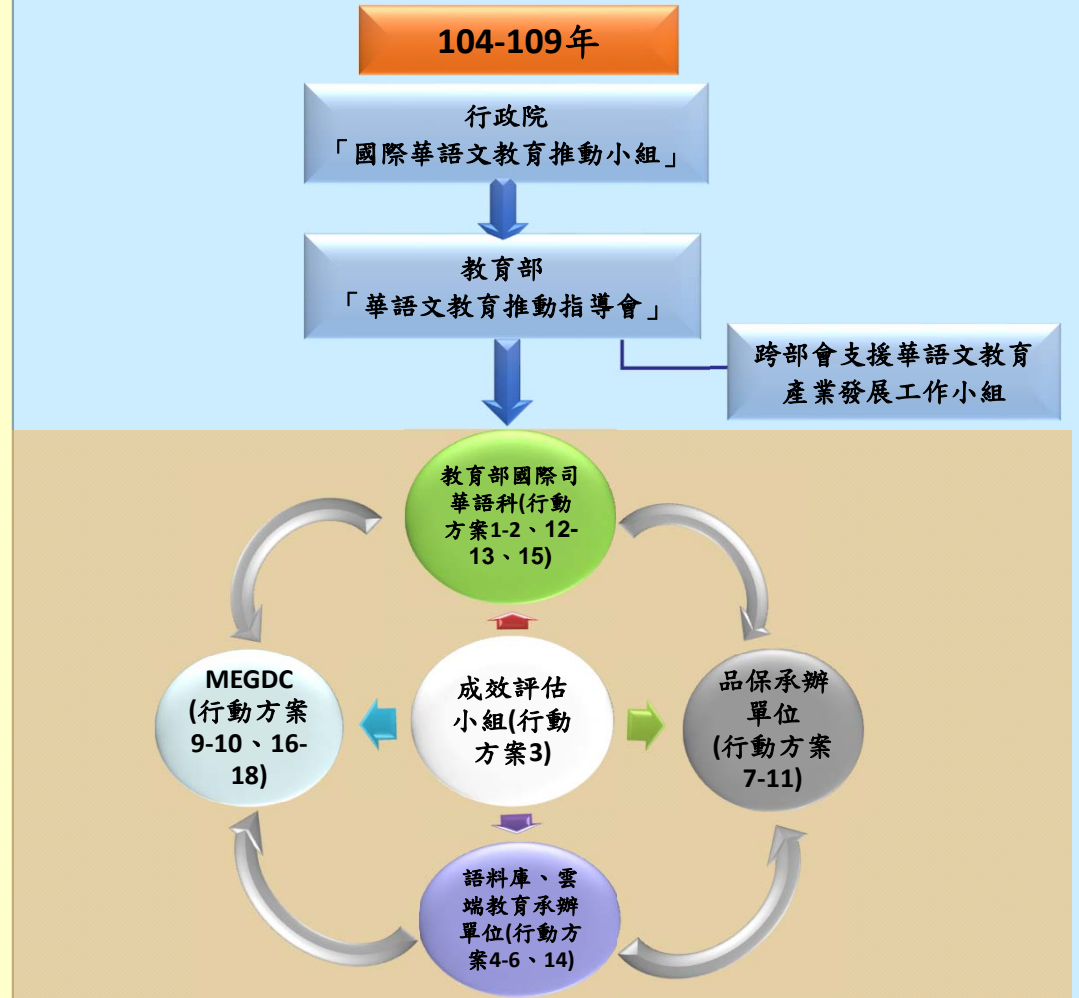 104-109年
行政院
「國際華語文教育推動小組」
教育部
「華語文教育推動指導會」
跨部會支援華語文教育
產業發展工作小組
教育部國際司
華語科(行動
方案1-2、12-
13、15)
MEGDC
(行動方案
9-10、16-
18)
成效評估
小組(行動
方案3)
品保承辦
單位
(行動方案
7-11)
語料庫、雲
端教育承辦
單位(行動方
案4-6、14)